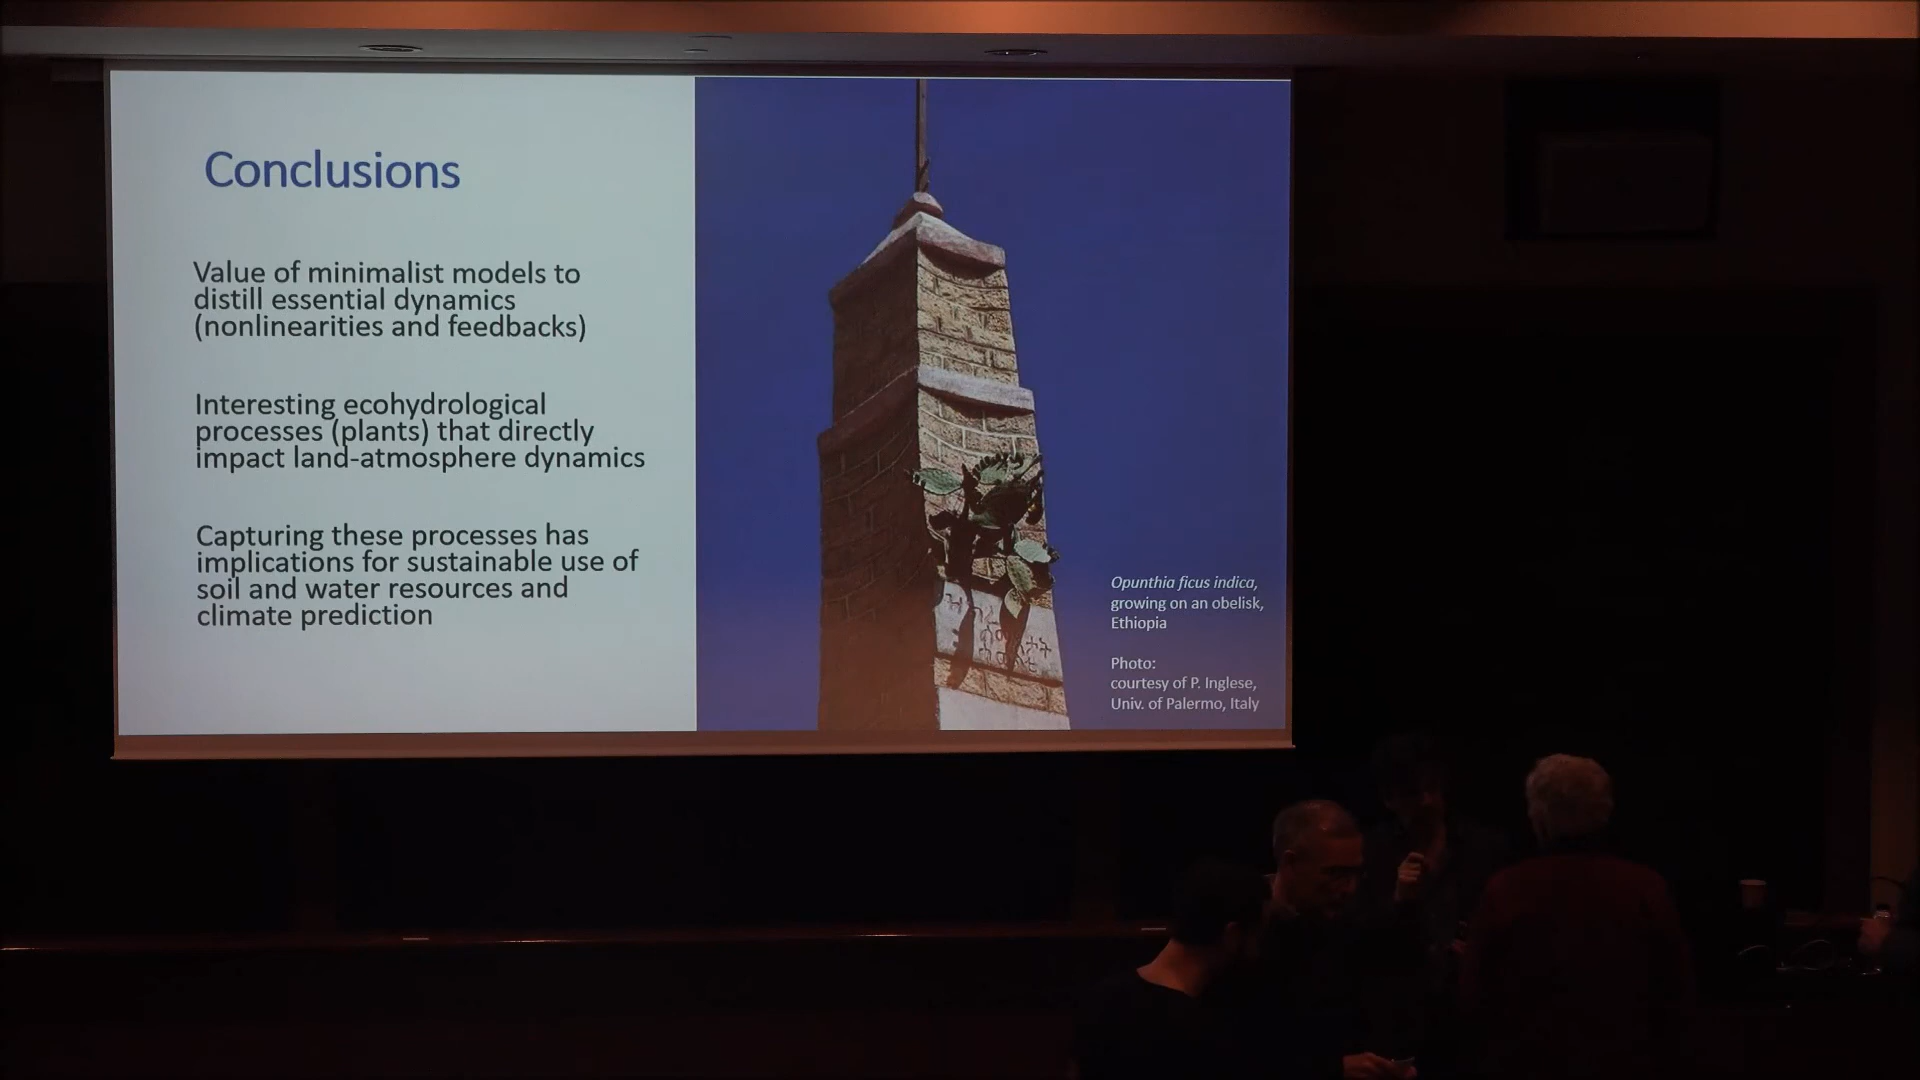 Conclusions
Value of minimalist models to
distill essential dynamics
(nonlinearities and feedbacks)
Interesting ecohydrological
processes (plants) that directly
impact land-atmosphere dynamics
Capturing these processes has
implications for sustainable use of
soil and water resources and
climate prediction
Opunthia ficus indica,
growing on an obelisk,
Ethiopia
Photo:
courtesy of P. Inglese,
Univ. of Palermo, Italy